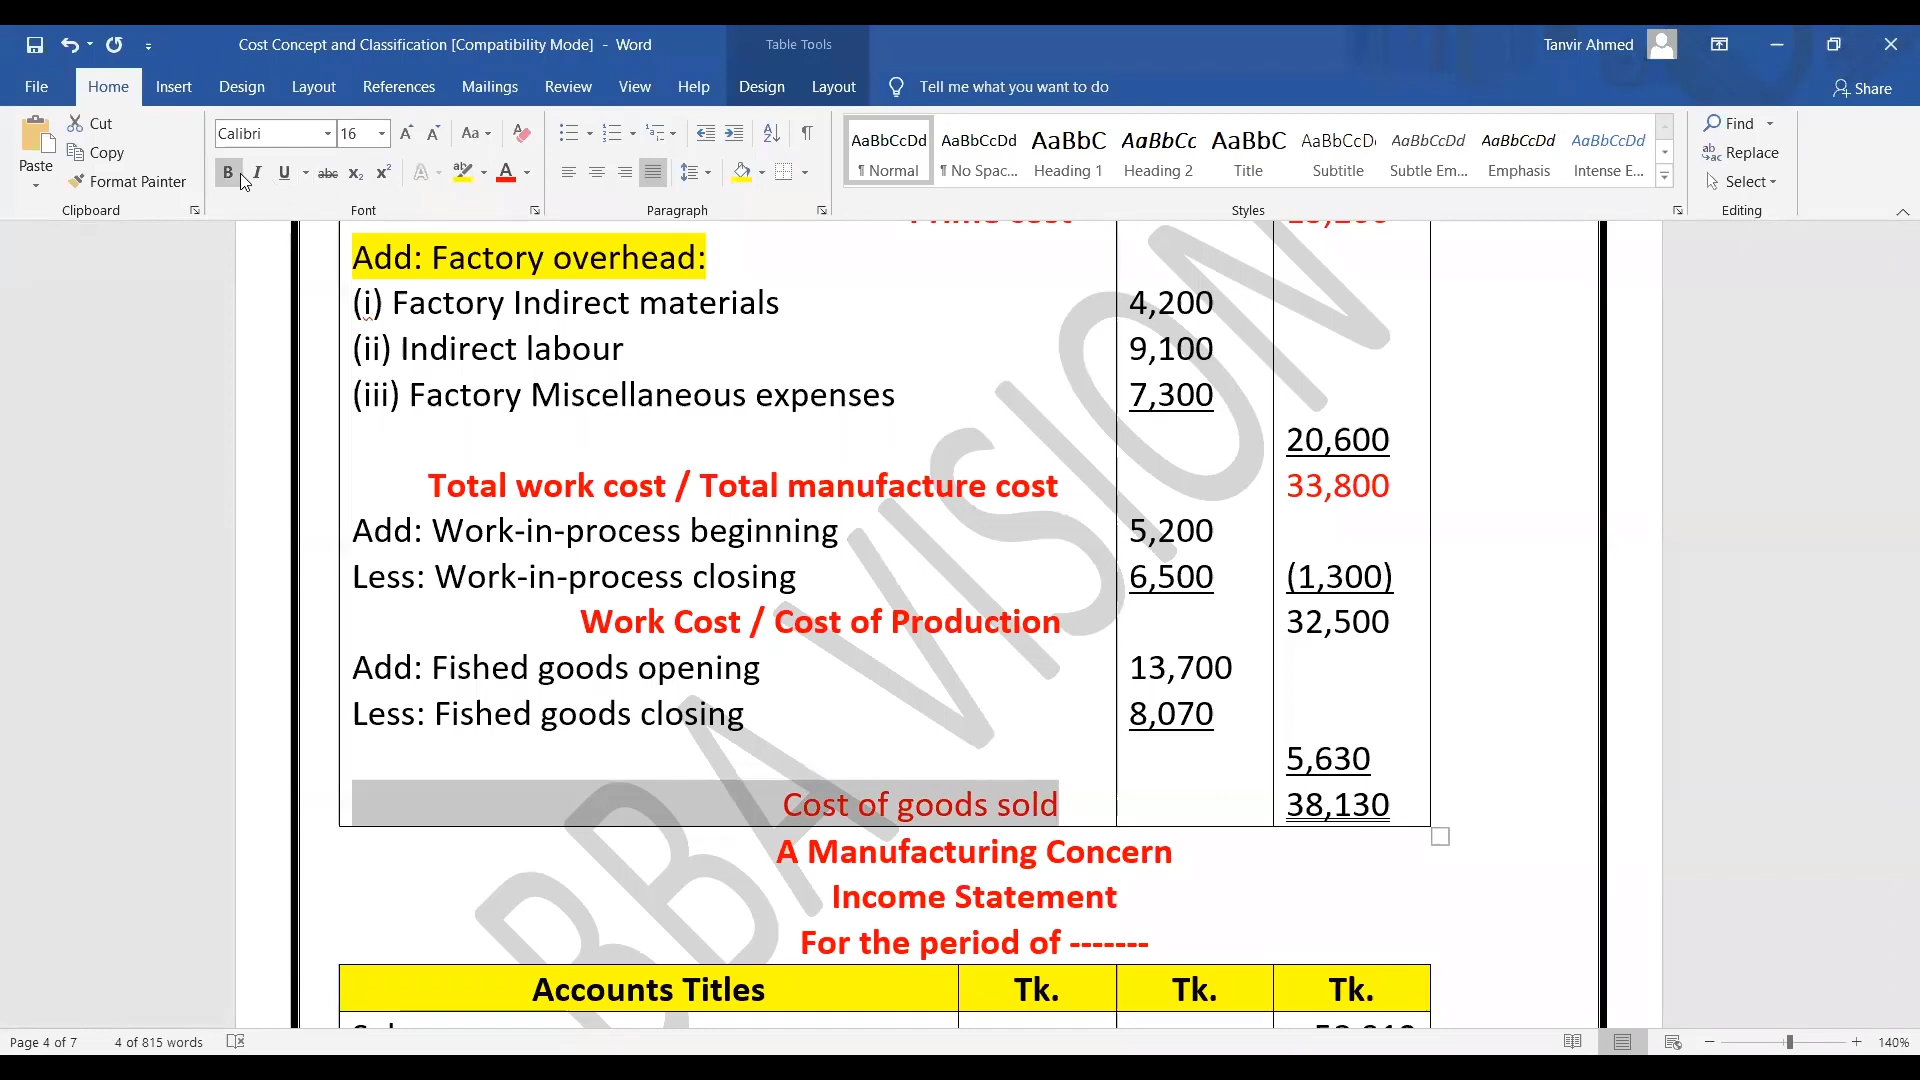 Cost Concept and Classification [Compatibility Mode] - Word
Table Tools
Tanvir Ahmed
File Home Insert Design Layout References Mailings Review View Help Design Layout Tell me what you want to do
Share
Paste
Cut
Copy
Format Painter
Clipboard
Calibri 16
Aa
B I U abc x₂ x² A ab A
Font
Paragraph
AaBbCcDd AaBbCcDd AaBbC AaBbCc AaBbC AaBbCcD AaBbCcDd AaBbCcDd AaBbCcDd
¶ Normal ¶ No Spac... Heading 1 Heading 2 Title Subtitle Subtle Em... Emphasis Intense E...
Styles
Find
Replace
Select
Editing
Prime cost
Add: Factory overhead:
(i) Factory Indirect materials 4,200
(ii) Indirect labour 9,100
(iii) Factory Miscellaneous expenses 7,300
20,600
Total work cost / Total manufacture cost 33,800
Add: Work-in-process beginning 5,200
Less: Work-in-process closing 6,500 (1,300)
Work Cost / Cost of Production 32,500
Add: Fished goods opening 13,700
Less: Fished goods closing 8,070
5,630
Cost of goods sold 38,130
A Manufacturing Concern
Income Statement
For the period of -------
Accounts Titles Tk. Tk. Tk.
BBA VISION
Page 4 of 7 4 of 815 words
140%